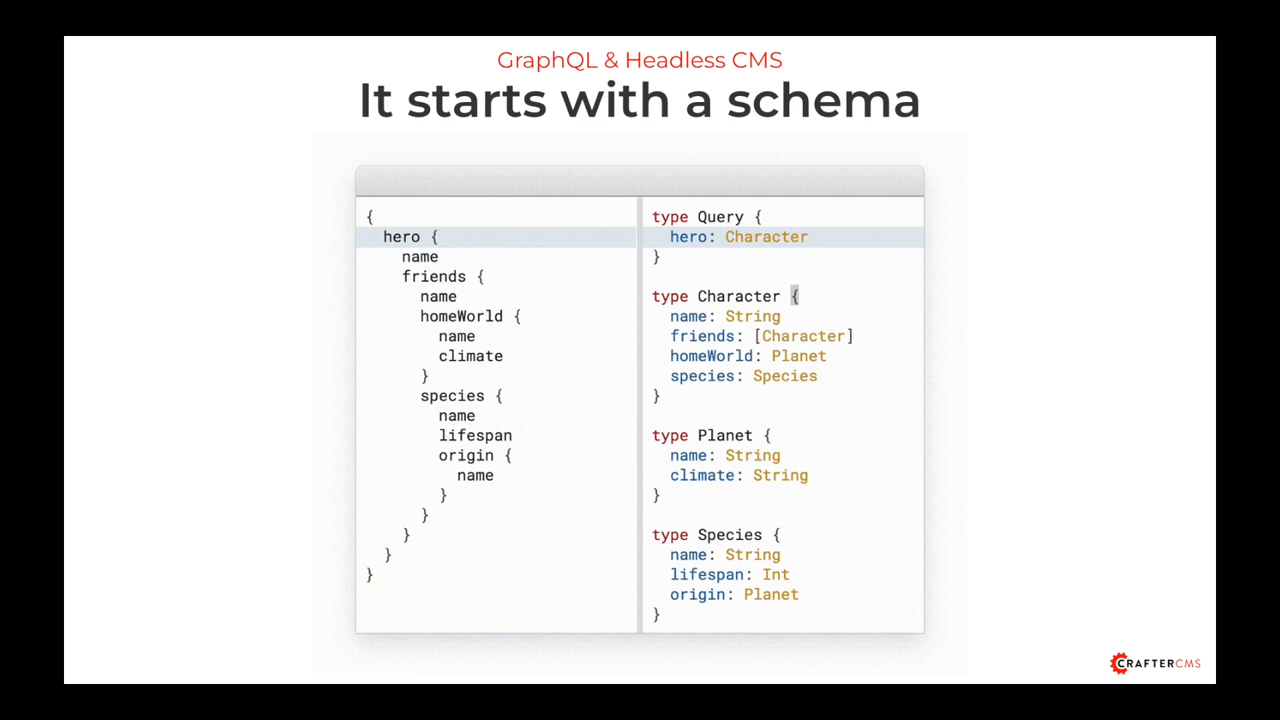 GraphQL & Headless CMS
It starts with a schema
{
hero {
name
friends {
name
homeWorld {
name
climate
}
species {
name
lifespan
origin {
name
}
}
}
}
}
type Query {
hero: Character
}
type Character {
name: String
friends: [Character]
homeWorld: Planet
species: Species
}
type Planet {
name: String
climate: String
}
type Species {
name: String
lifespan: Int
origin: Planet
}
CRAFTERCMS